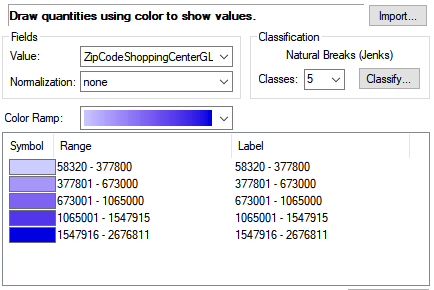 Draw quantities using color to show values.
Import...
Fields
Value: ZipCodeShoppingCenterGL
Normalization: none
Classification
Natural Breaks (Jenks)
Classes: 5 Classify...
Color Ramp:
Symbol Range Label
58320 - 377800 58320 - 377800
377801 - 673000 377801 - 673000
673001 - 1065000 673001 - 1065000
1065001 - 1547915 1065001 - 1547915
1547916 - 2676811 1547916 - 2676811